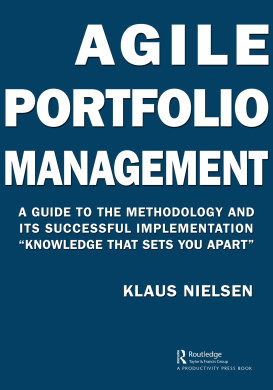 AGILE
PORTFOLIO
MANAGEMENT
A GUIDE TO THE METHODOLOGY AND
ITS SUCCESSFUL IMPLEMENTATION
“KNOWLEDGE THAT SETS YOU APART”
KLAUS NIELSEN
R Routledge
Taylor & Francis Group
A PRODUCTIVITY PRESS BOOK